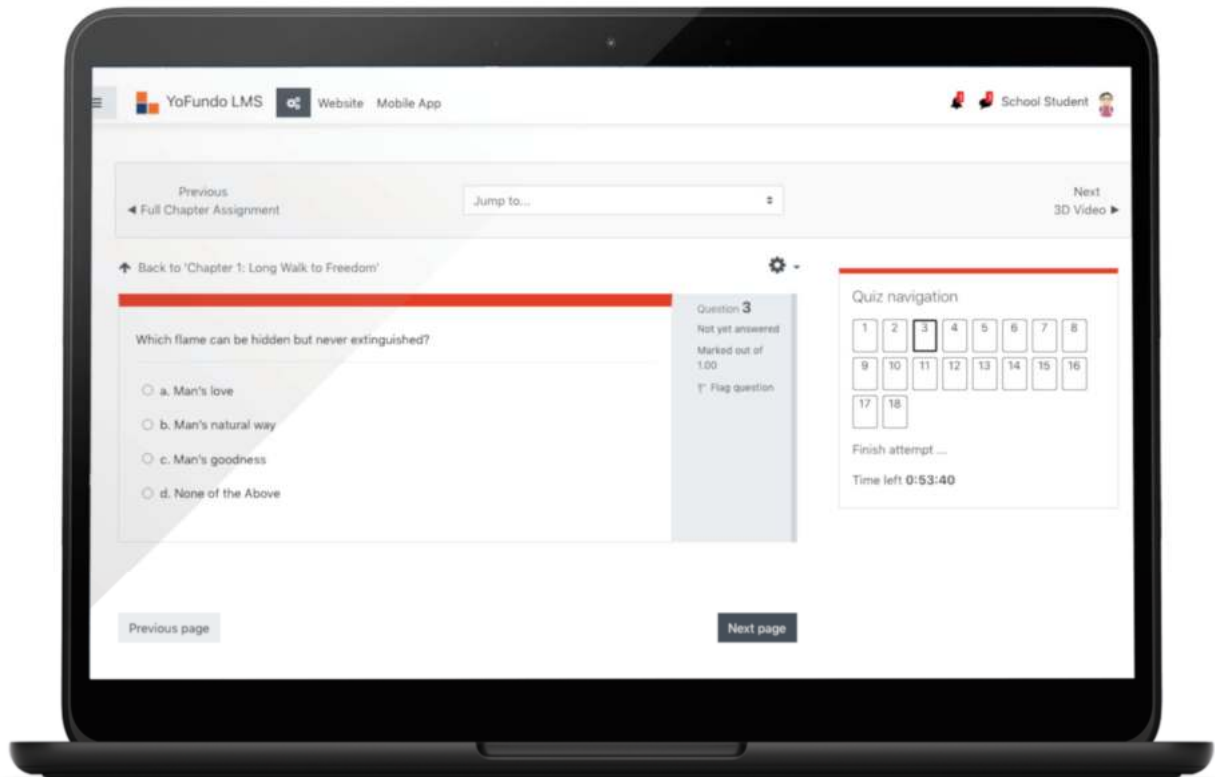 YoFundo LMS Website Mobile App School Student
Previous
◄ Full Chapter Assignment
Jump to...
Next
3D Video ►
Back to 'Chapter 1: Long Walk to Freedom'
Which flame can be hidden but never extinguished?
a. Man's love
b. Man's natural way
c. Man's goodness
d. None of the Above
Question 3
Not yet answered
Marked out of
1.00
Flag question
Quiz navigation
1 2 3 4 5 6 7 8
9 10 11 12 13 14 15 16
17 18
Finish attempt ...
Time left 0:53:40
Previous page
Next page